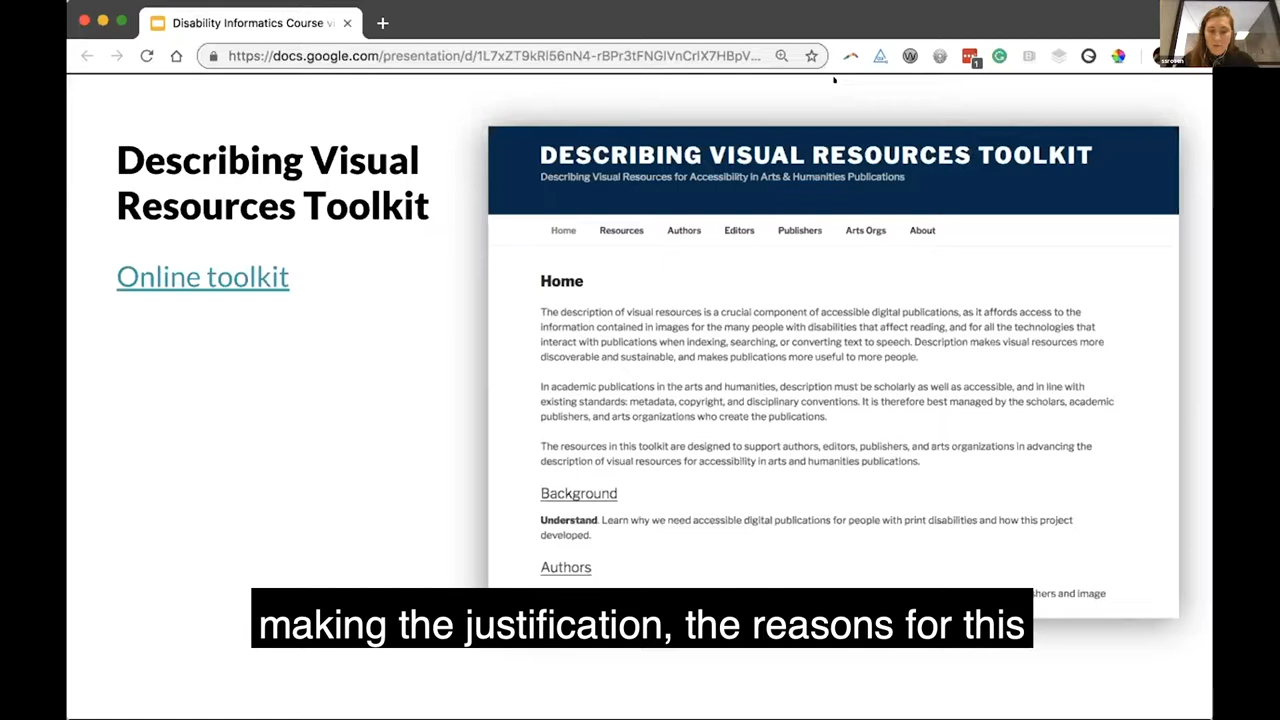 Disability Informatics Course v
https://docs.google.com/presentation/d/1L7xZT9kRl56nN4-rBPr3tFNGlVnCrlX7HBpV...
1
ssrosen
Describing Visual
Resources Toolkit
Online toolkit
DESCRIBING VISUAL RESOURCES TOOLKIT
Describing Visual Resources for Accessibility in Arts & Humanities Publications
Home Resources Authors Editors Publishers Arts Orgs About
Home
The description of visual resources is a crucial component of accessible digital publications, as it affords access to the
information contained in images for the many people with disabilities that affect reading, and for all the technologies that
interact with publications when indexing, searching, or converting text to speech. Description makes visual resources more
discoverable and sustainable, and makes publications more useful to more people.
In academic publications in the arts and humanities, description must be scholarly as well as accessible, and in line with
existing standards: metadata, copyright, and disciplinary conventions. It is therefore best managed by the scholars, academic
publishers, and arts organizations who create the publications.
The resources in this toolkit are designed to support authors, editors, publishers, and arts organizations in advancing the
description of visual resources for accessibility in arts and humanities publications.
Background
Understand. Learn why we need accessible digital publications for people with print disabilities and how this project
developed.
Authors
hers and image
making the justification, the reasons for this